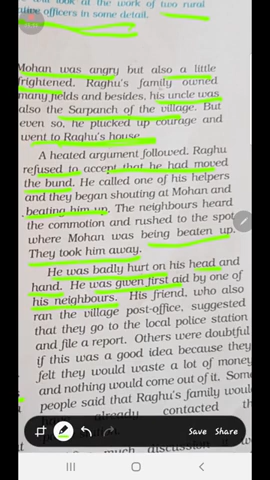 will look at the work of two rural
officers in some detail.
Mohan was angry but also a little
frightened. Raghu's family owned
many fields and besides, his uncle was
also the Sarpanch of the village. But
even so, he plucked up courage and
went to Raghu's house.
A heated argument followed. Raghu
refused to accept that he had moved
the bund. He called one of his helpers
and they began shouting at Mohan and
beating him up. The neighbours heard
the commotion and rushed to the spot
where Mohan was being beaten up.
They took him away.
He was badly hurt on his head and
hand. He was given first aid by one of
his neighbours. His friend, who also
ran the village post-office, suggested
that they go to the local police station
and file a report. Others were doubtful
if this was a good idea because they
felt they would waste a lot of money
and nothing would come out of it. Som
people said that Raghu's family woul
already contacted th
Save Share
much discussion it